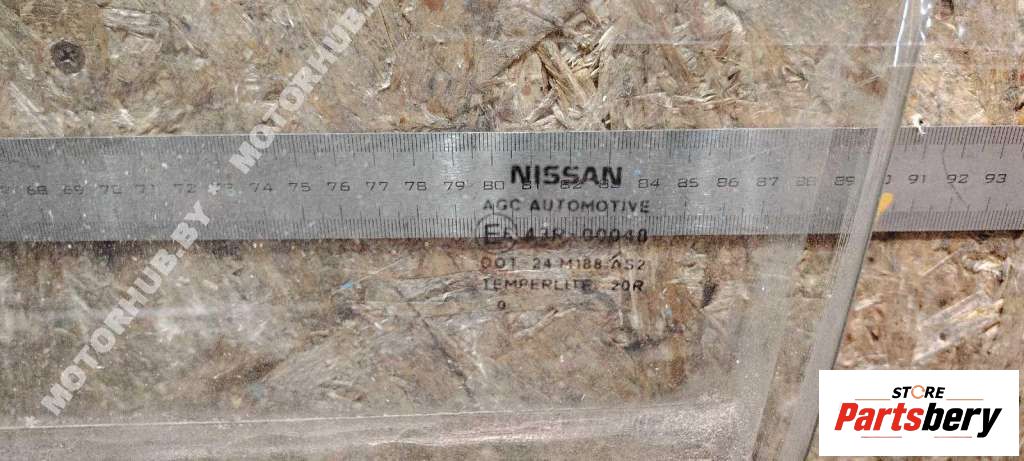 * MOTORHUB.BY * MOTORHUB.BY *
NISSAN
68 69 70 71 72 73 74 75 76 77 78 79 80 81 82 83 84 85 86 87 88 89 90 91 92 93
AGC AUTOMOTIVE
43R-00040
DOT-24 M188 AS2
TEMPERLITE 20R
0
STORE
Partsbery